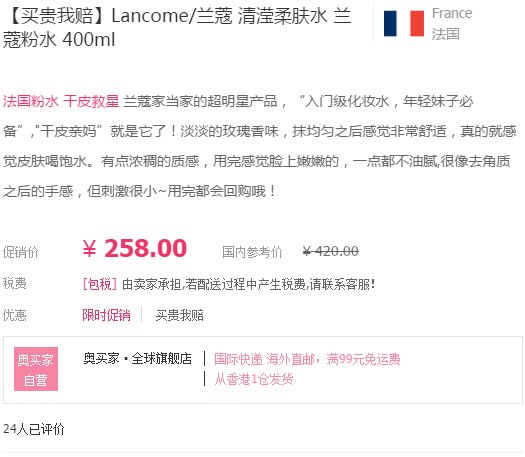 【买贵我赔】Lancome/兰蔻 清滢柔肤水 兰
蔻粉水 400ml
France
法国
法国粉水 干皮救星 兰蔻家当家的超明星产品，“入门级化妆水，年轻妹子必
备”,"干皮亲妈”就是它了！淡淡的玫瑰香味，抹均匀之后感觉非常舒适，真的就感
觉皮肤喝饱水。有点浓稠的质感，用完感觉脸上嫩嫩的，一点都不油腻,很像去角质
之后的手感，但刺激很小~用完都会回购哦！
促销价 ¥ 258.00 国内参考价 ¥ 420.00
税费 [包税] 由卖家承担,若配送过程中产生税费,请联系客服!
优惠 限时促销 买贵我赔
奥买家
自营
奥买家·全球旗舰店
国际快递 海外直邮，满99元免运费
从香港1仓发货
24人已评价